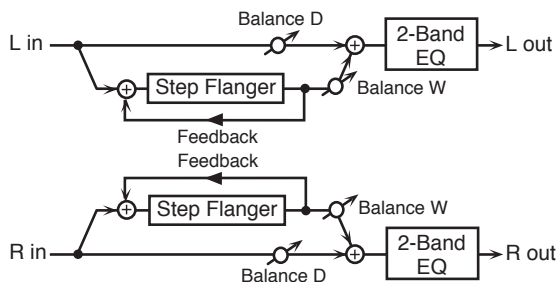 Balance D
L in
2-Band
EQ
L out
Step Flanger
Balance W
Feedback
Feedback
Step Flanger
Balance W
R in
2-Band
EQ
R out
Balance D